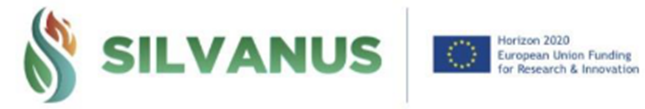 SILVANUS
Horizon 2020
European Union Funding
for Research & Innovation